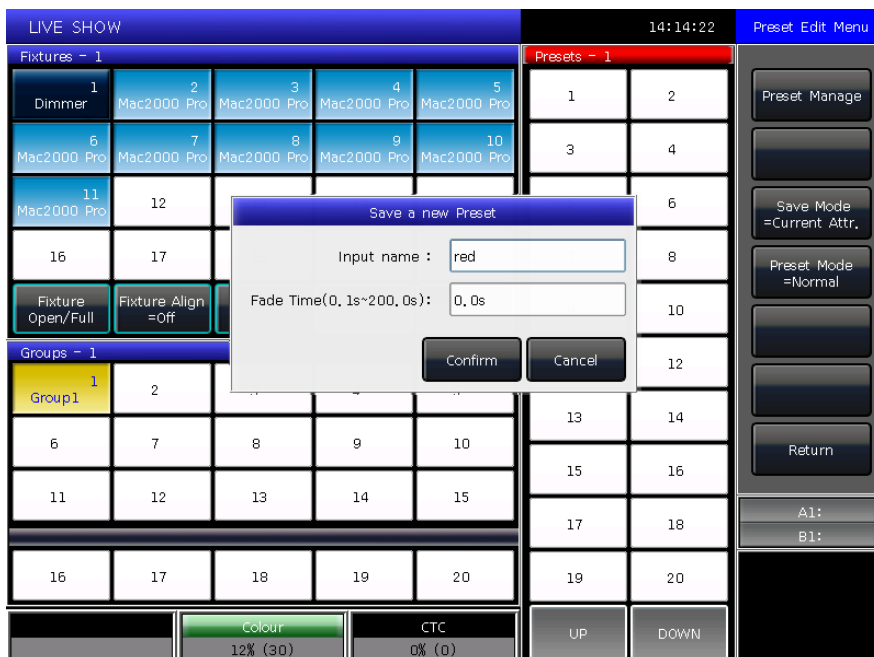 LIVE SHOW
14:14:22
Preset Edit Menu
Fixtures - 1
Presets - 1
1
Dimmer
2
Mac2000 Pro
3
Mac2000 Pro
4
Mac2000 Pro
5
Mac2000 Pro
6
Mac2000 Pro
7
Mac2000 Pro
8
Mac2000 Pro
9
Mac2000 Pro
10
Mac2000 Pro
11
Mac2000 Pro
12
16
17
Fixture
Open/Full
Fixture Align
=Off
Save a new Preset
Input name :
red
Fade Time(0.1s~200.0s):
0.0s
Confirm
Cancel
Groups - 1
1
Group1
2
6
7
8
9
10
11
12
13
14
15
16
17
18
19
20
1
2
3
4
6
8
10
12
13
14
15
16
17
18
19
20
UP
DOWN
Preset Manage
Save Mode
=Current Attr.
Preset Mode
=Normal
Return
A1:
B1:
Colour
12% (30)
CTC
0% (0)